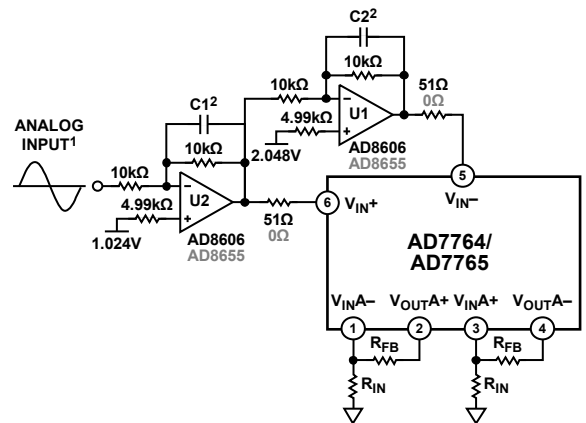 C2²
10kΩ
10kΩ
C1²
U1
51Ω
0Ω
4.99kΩ
ANALOG
INPUT¹
10kΩ
2.048V
AD8606
AD8655
10kΩ
4.99kΩ
U2
51Ω
0Ω
1.024V
AD8606
AD8655
5
VIN−
6
VIN+
AD7764/
AD7765
VINA− VOUTA+ VINA+ VOUTA−
1 2 3 4
RFB RFB
RIN RIN
− + − +